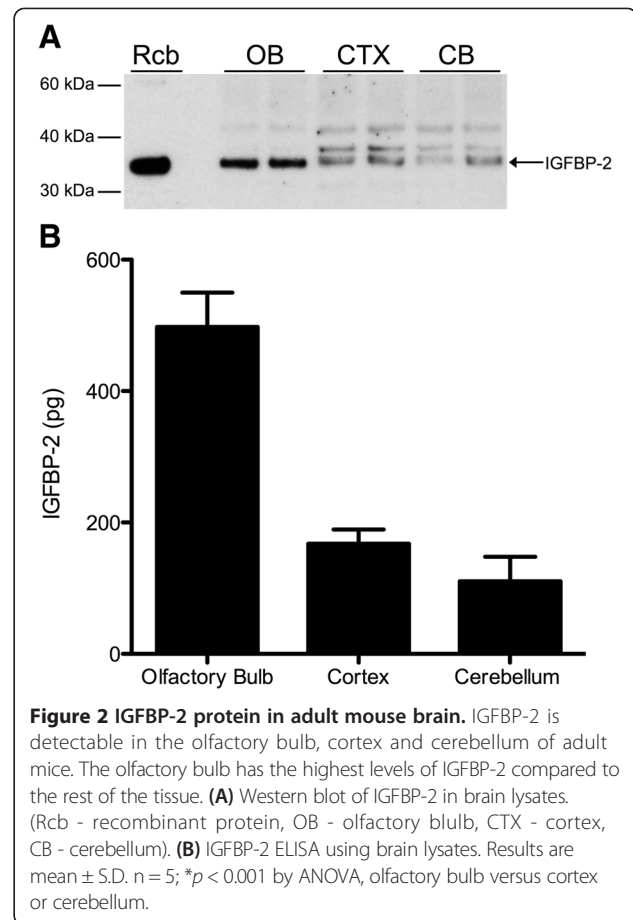 A
Rcb OB CTX CB
60 kDa
40 kDa
IGFBP-2
30 kDa
B
600
400
200
0
IGFBP-2 (pg)
Olfactory Bulb Cortex Cerebellum
Figure 2 IGFBP-2 protein in adult mouse brain. IGFBP-2 is
detectable in the olfactory bulb, cortex and cerebellum of adult
mice. The olfactory bulb has the highest levels of IGFBP-2 compared to
the rest of the tissue. (A) Western blot of IGFBP-2 in brain lysates.
(Rcb - recombinant protein, OB - olfactory blulb, CTX - cortex,
CB - cerebellum). (B) IGFBP-2 ELISA using brain lysates. Results are
mean ± S.D. n = 5; *p < 0.001 by ANOVA, olfactory bulb versus cortex
or cerebellum.